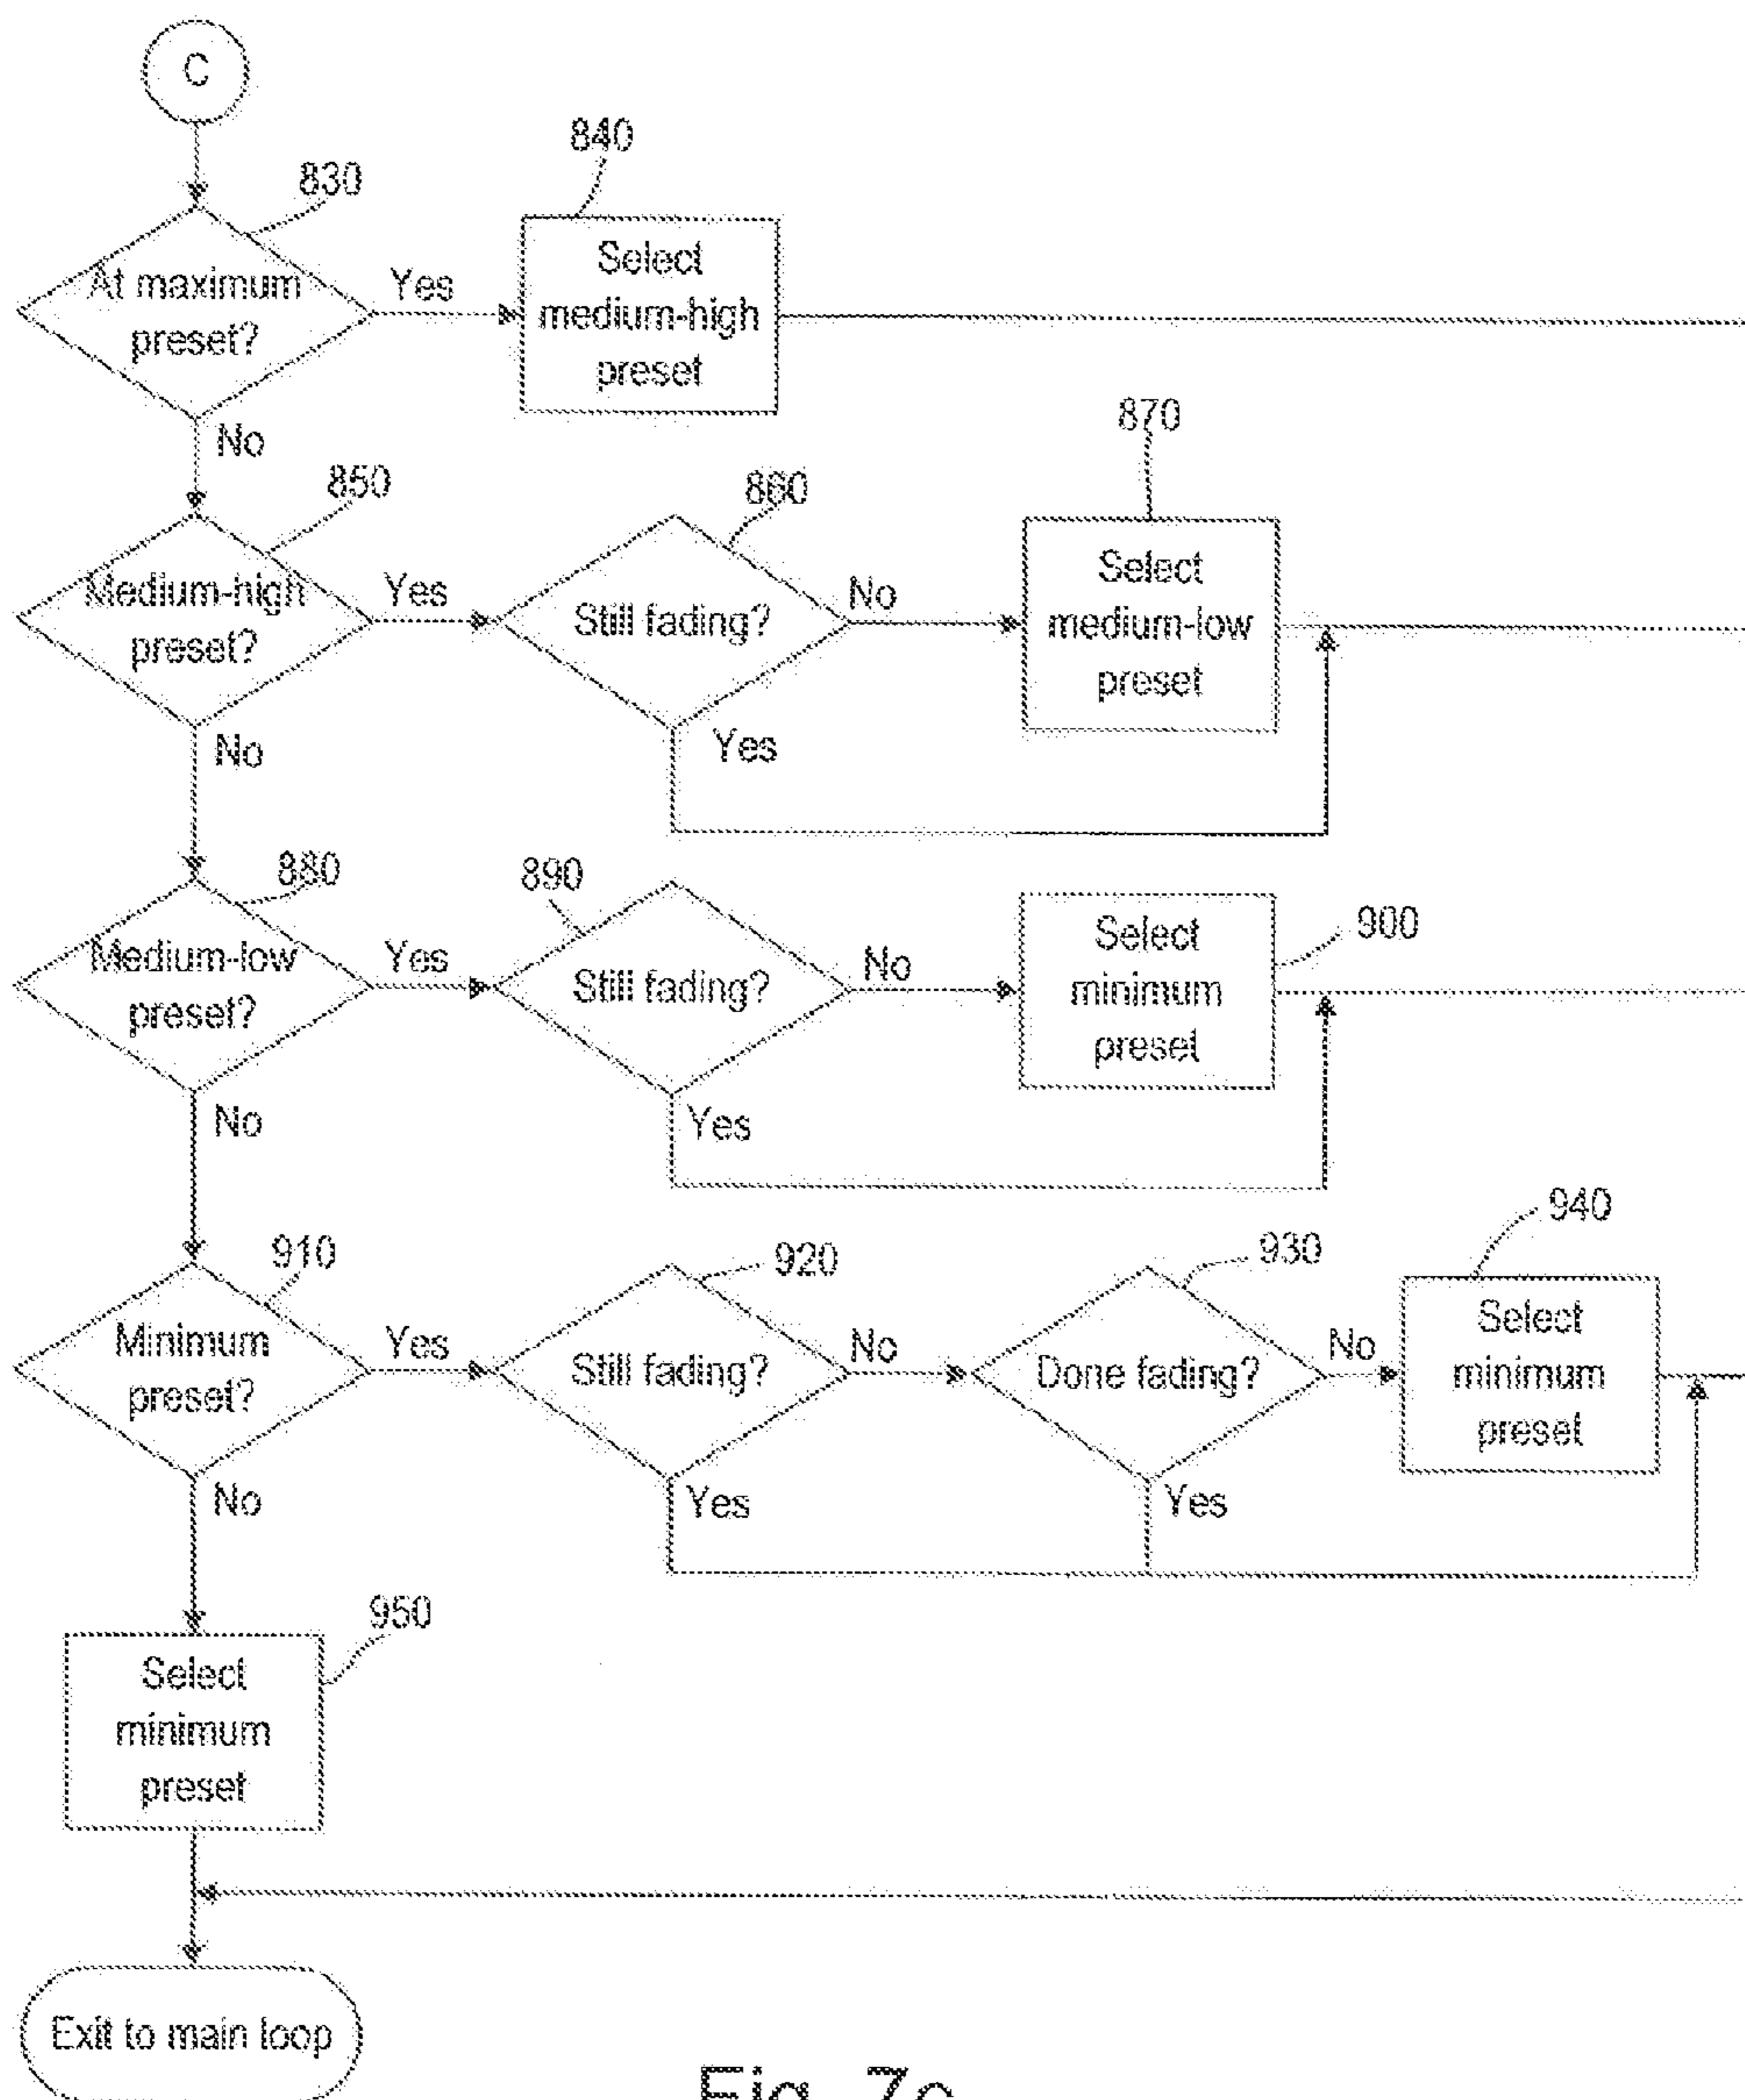 C
830
840
At maximum
preset?
Yes
Select
medium-high
preset
No
850
860
870
Medium-high
preset?
Yes
Still fading?
No
Select
medium-low
preset
Yes
No
880
890
900
Medium-low
preset?
Yes
Still fading?
No
Select
minimum
preset
Yes
No
910
920
930
940
Minimum
preset?
Yes
Still fading?
No
Done fading?
No
Select
minimum
preset
Yes
Yes
No
950
Select
minimum
preset
Exit to main loop
Fig. 7c